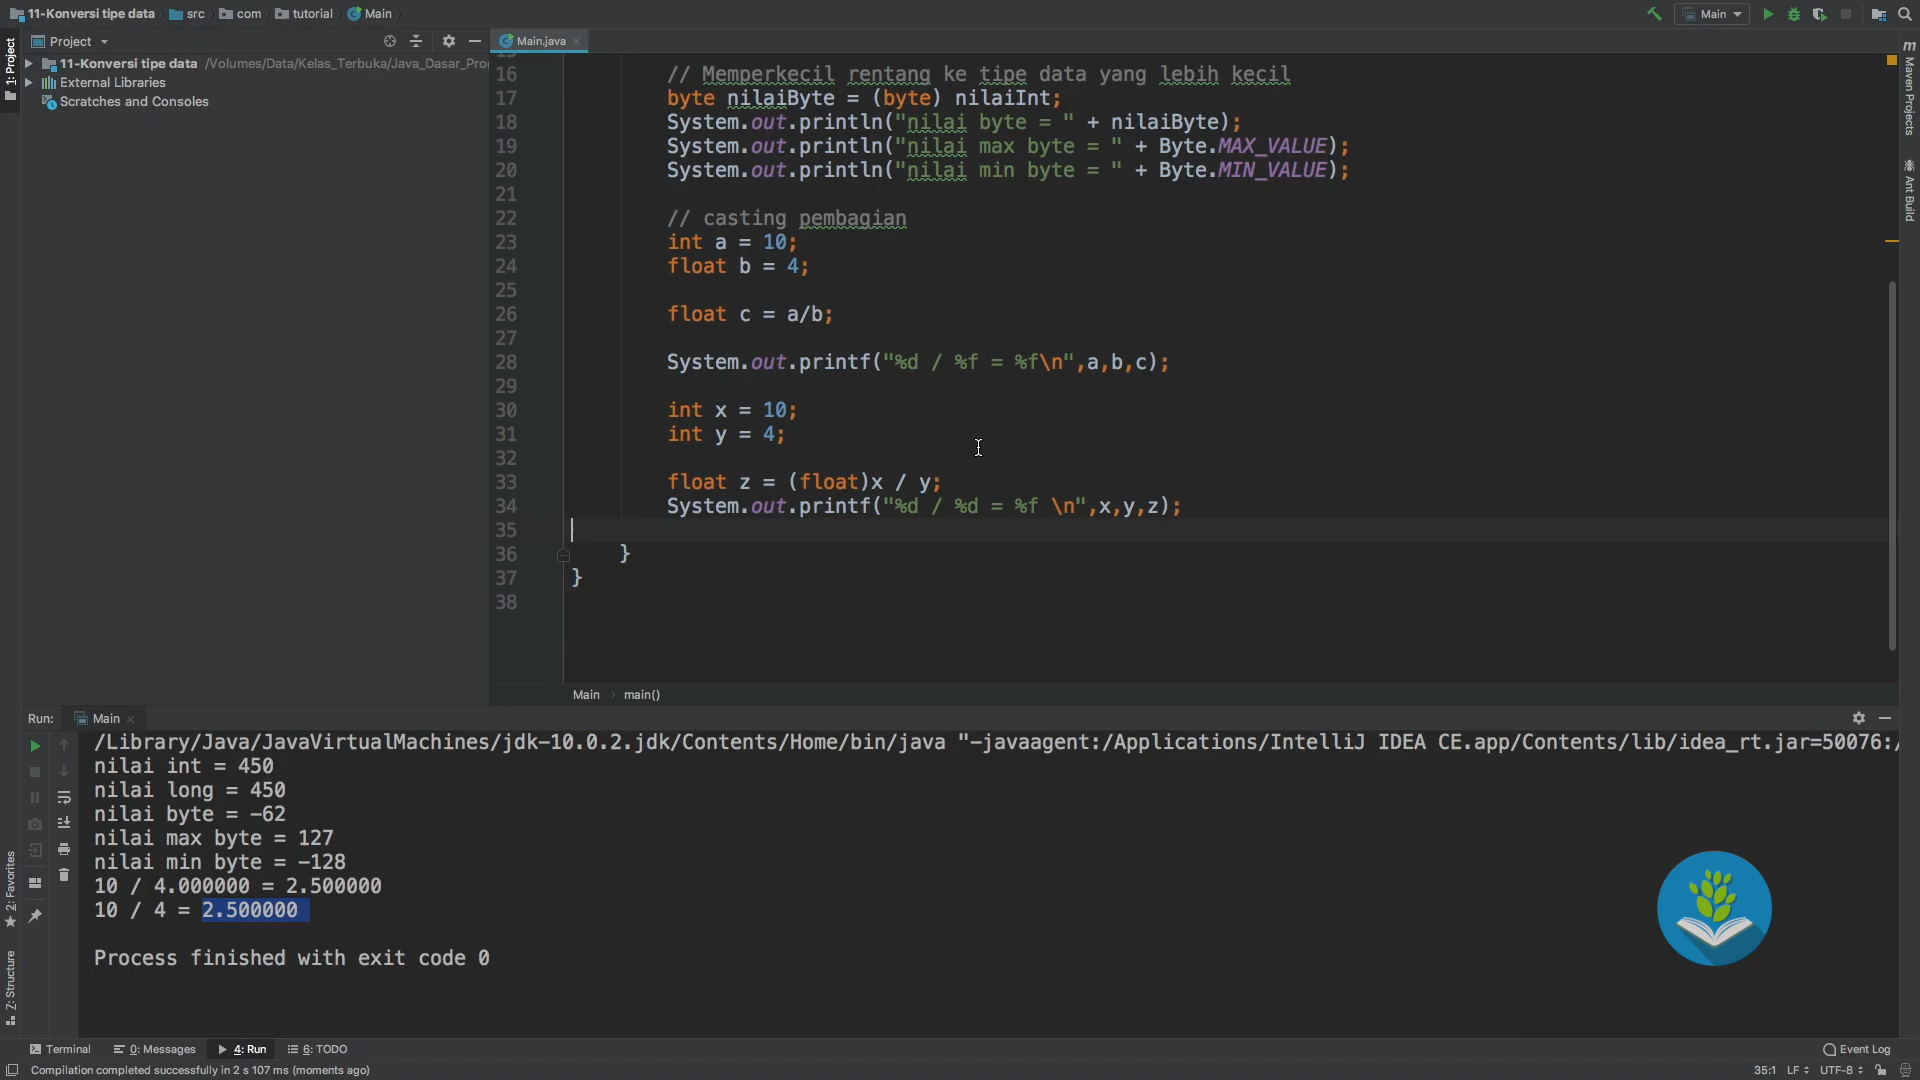 11-Konversi tipe data
src
com
tutorial
Main
Main
1: Project
Project
Main.java
11-Konversi tipe data /Volumes/Data/Kelas_Terbuka/Java_Dasar_Pro
External Libraries
Scratches and Consoles
16 // Memperkecil rentang ke tipe data yang lebih kecil
17 byte nilaiByte = (byte) nilaiInt;
18 System.out.println("nilai byte = " + nilaiByte);
19 System.out.println("nilai max byte = " + Byte.MAX_VALUE);
20 System.out.println("nilai min byte = " + Byte.MIN_VALUE);
21
22 // casting pembagian
23 int a = 10;
24 float b = 4;
25
26 float c = a/b;
27
28 System.out.printf("%d / %f = %f\n",a,b,c);
29
30 int x = 10;
31 int y = 4;
32
33 float z = (float)x / y;
34 System.out.printf("%d / %d = %f \n",x,y,z);
35
36 }
37 }
38
Main main()
Maven Projects
Ant Build
Run: Main
/Library/Java/JavaVirtualMachines/jdk-10.0.2.jdk/Contents/Home/bin/java "-javaagent:/Applications/IntelliJ IDEA CE.app/Contents/lib/idea_rt.jar=50076:/
nilai int = 450
nilai long = 450
nilai byte = -62
nilai max byte = 127
nilai min byte = -128
10 / 4.000000 = 2.500000
10 / 4 = 2.500000
Process finished with exit code 0
2: Favorites
Z: Structure
Terminal
0: Messages
4: Run
6: TODO
Event Log
Compilation completed successfully in 2 s 107 ms (moments ago)
35:1 LF UTF-8